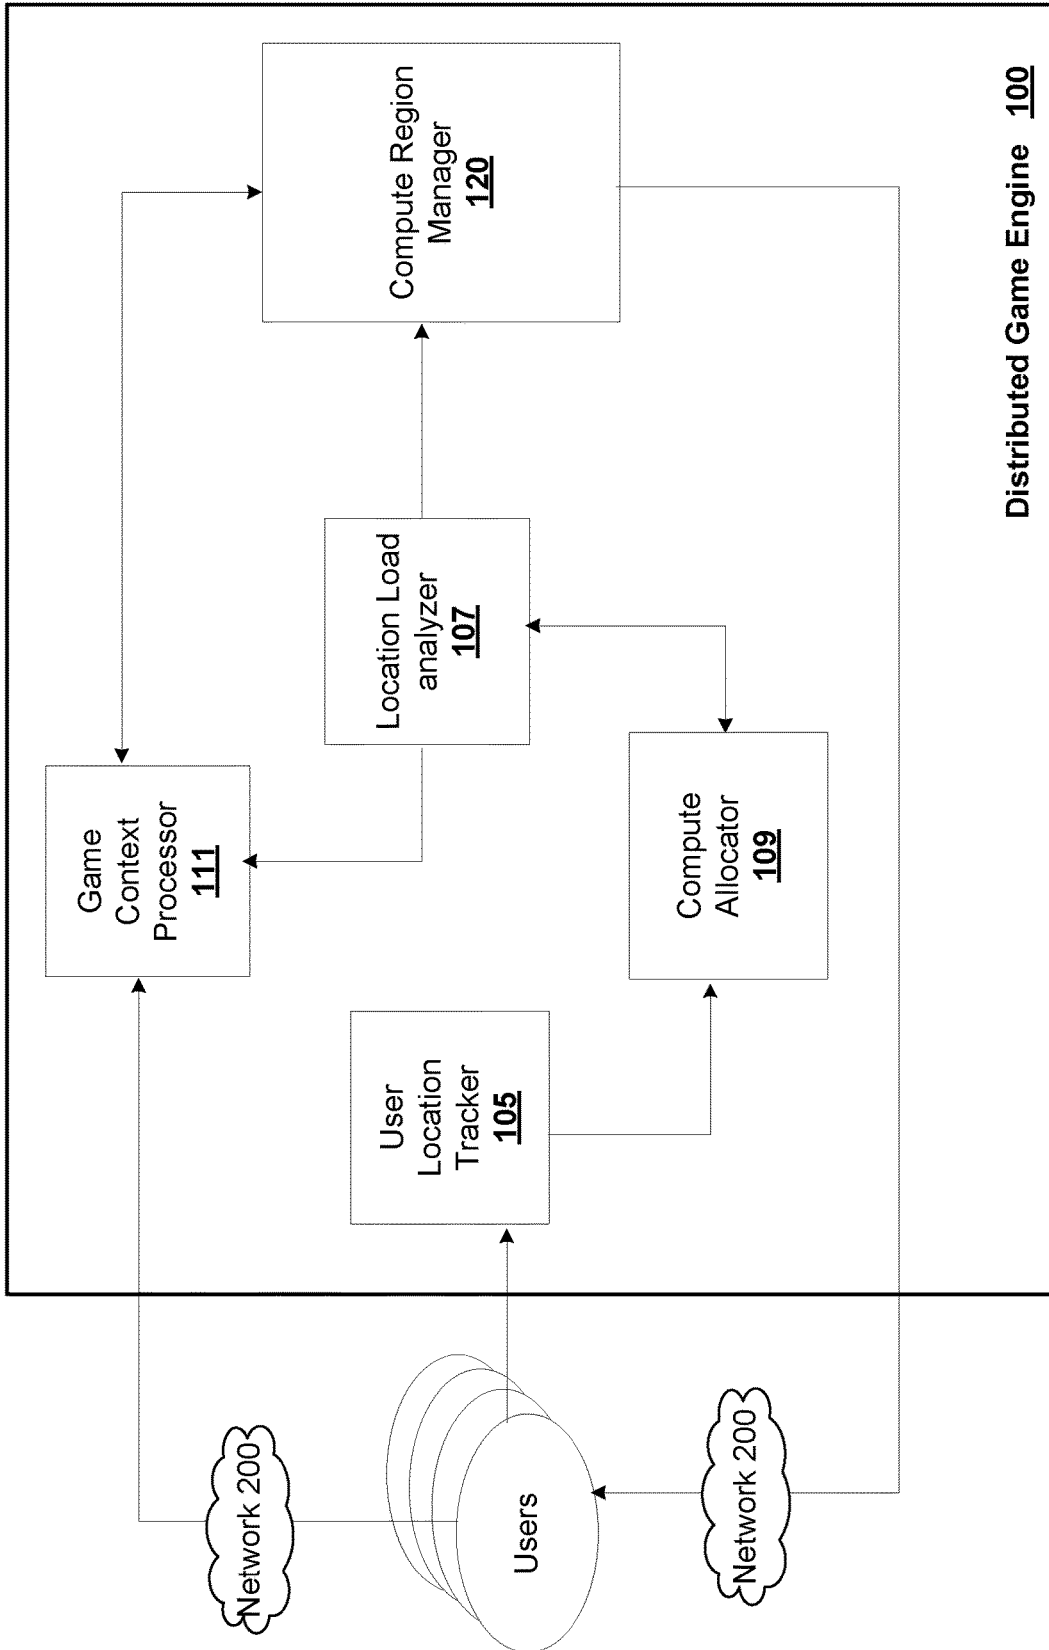 Game
Context
Processor
111
Compute Region
Manager
120
Location Load
analyzer
107
User
Location
Tracker
105
Compute
Allocator
109
Network 200
Users
Network 200
Distributed Game Engine 100